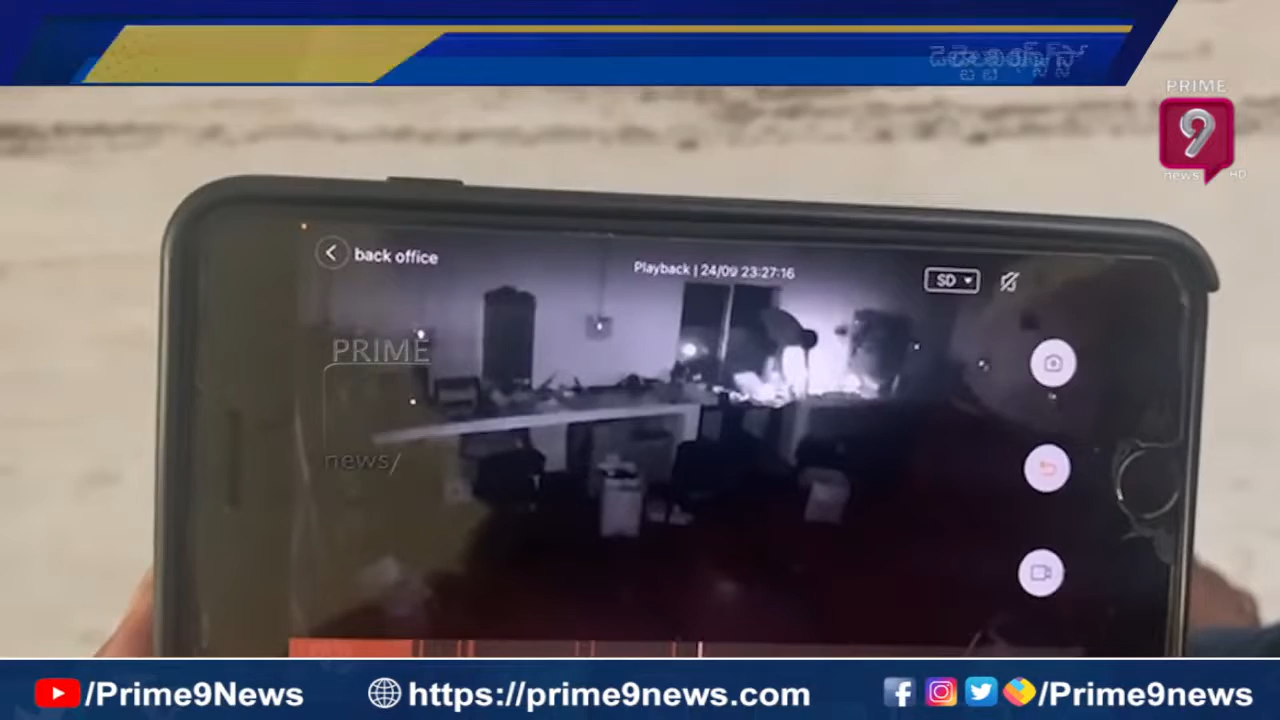 PRIME
9
news HD
back office
Playback | 24/09 23:27:16
SD
PRIME
news/
/Prime9News
https://prime9news.com
/Prime9news